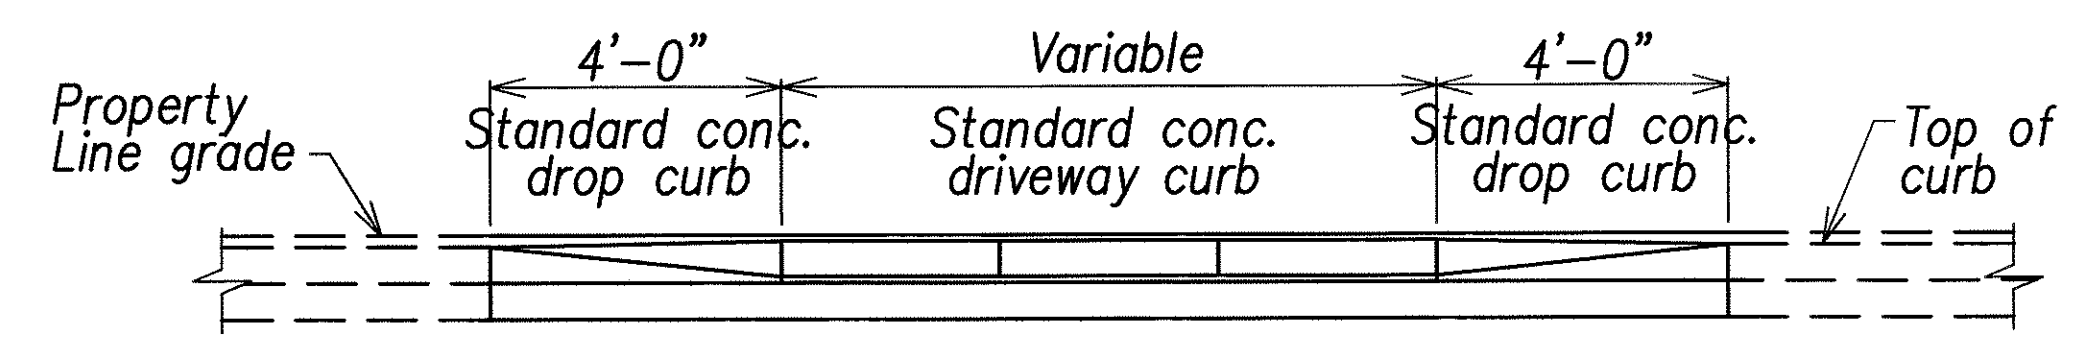 4'-0"
Variable
4'-0"
Property
Line grade
Standard conc.
drop curb
Standard conc.
driveway curb
Standard conc.
drop curb
Top of
curb